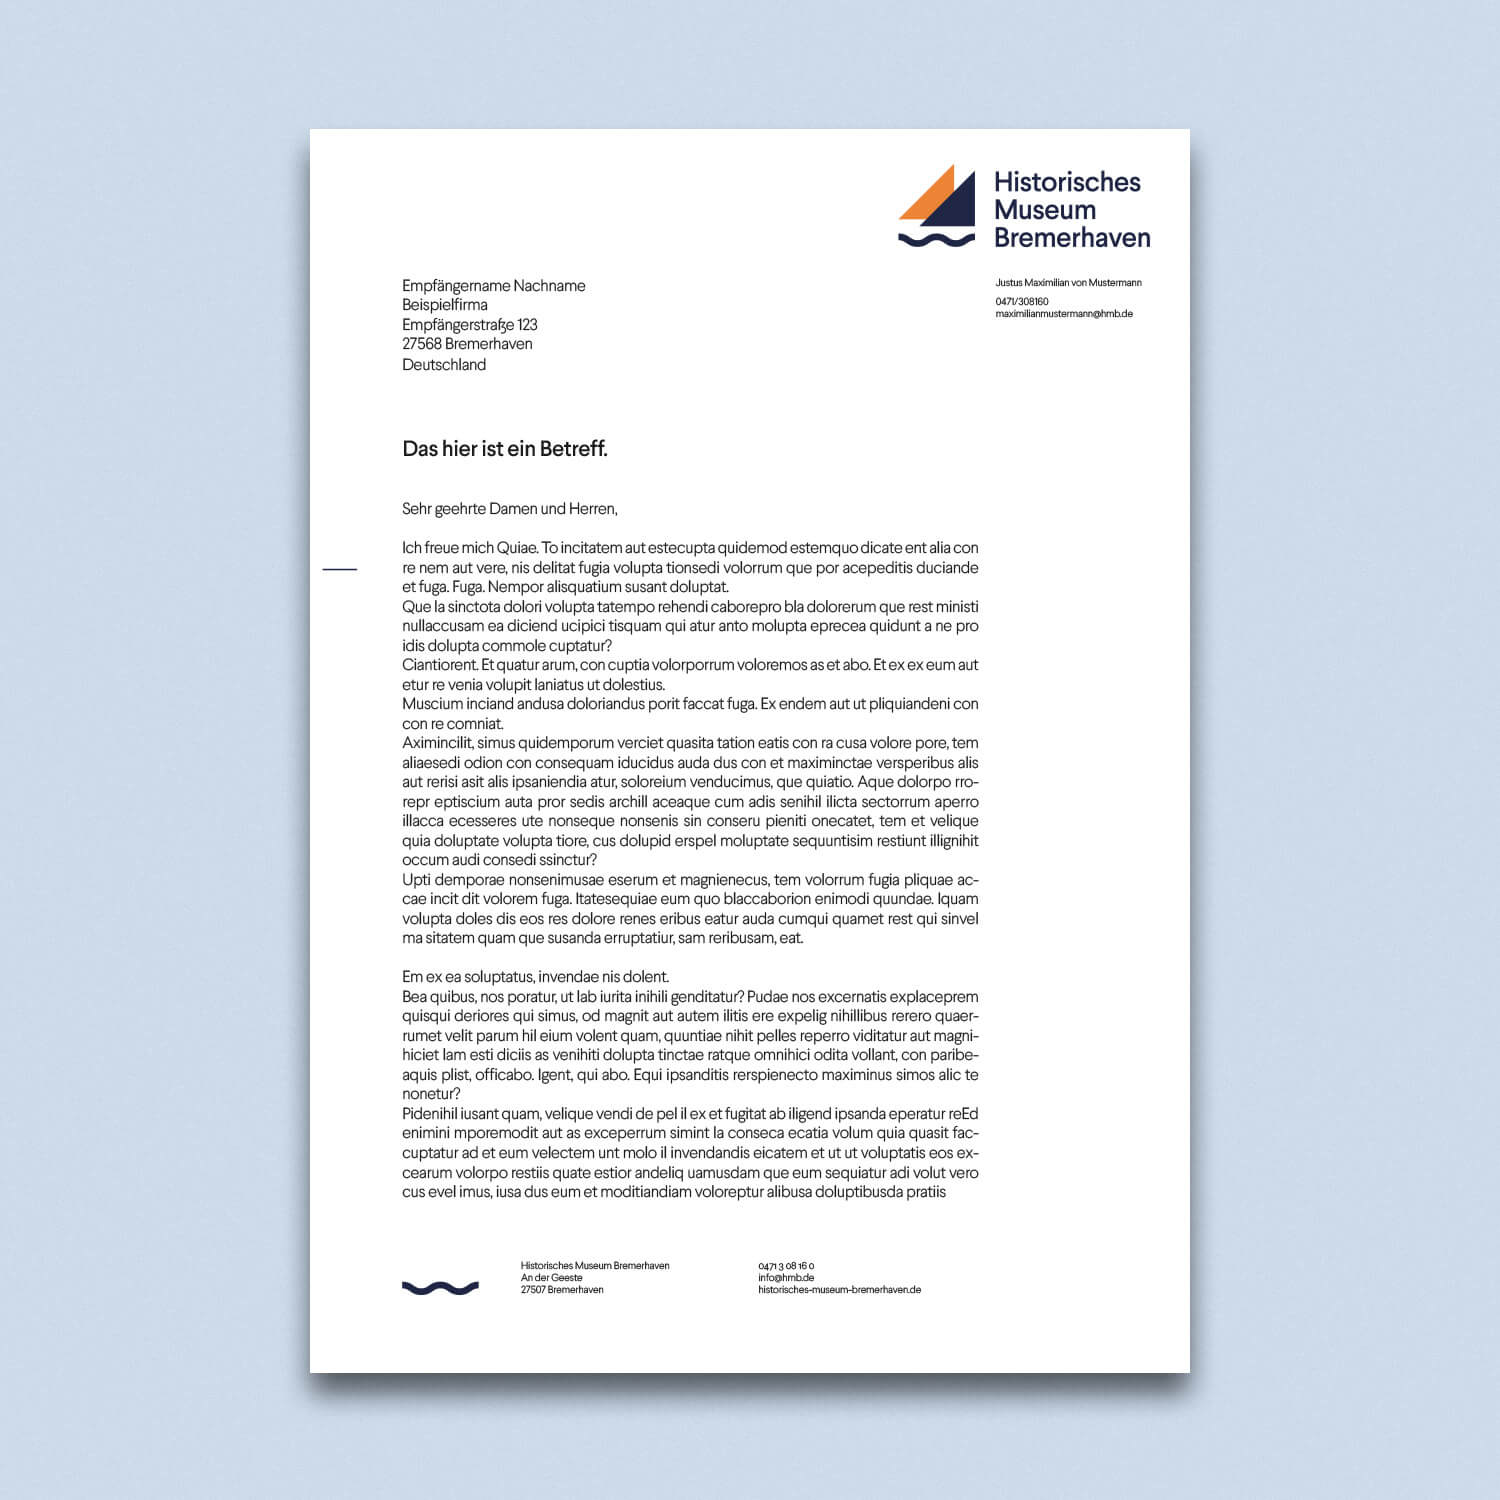 Historisches
Museum
Bremerhaven
Justus Maximilian von Mustermann
0471/308160
maximilianmustermann@hmb.de
Empfängername Nachname
Beispielfirma
Empfängerstraße 123
27568 Bremerhaven
Deutschland
Das hier ist ein Betreff.
Sehr geehrte Damen und Herren,
Ich freue mich Quiae. To incitatem aut estecupta quidemod estemquo dicate ent alia con
re nem aut vere, nis delitat fugia volupta tionsedi volorrum que por acepeditis duciande
et fuga. Fuga. Nempor alisquatium susant doluptat.
Que la sinctota dolori volupta tatempo rehendi caborepro bla dolorerum que rest ministi
nullaccusam ea diciend ucipici tisquam qui atur anto molupta eprecea quidunt a ne pro
idis dolupta commole cuptatur?
Ciantiorent. Et quatur arum, con cuptia volorporrum voloremos as et abo. Et ex ex eum aut
etur re venia volupit laniatus ut dolestius.
Muscium inciand andusa doloriandus porit faccat fuga. Ex endem aut ut pliquiandeni con
con re comniat.
Aximincilit, simus quidemporum verciet quasita tation eatis con ra cusa volore pore, tem
aliaesedi odion con consequam iducidus auda dus con et maximinctae versperibus alis
aut rerisi asit alis ipsaniendia atur, soloreium venducimus, que quiatio. Aque dolorpo rro-
repr eptiscium auta pror sedis archill aceaque cum adis senihil ilicta sectorrum aperro
illacca ecesseres ute nonseque nonsenis sin conseru pieniti onecatet, tem et velique
quia doluptate volupta tiore, cus dolupid erspel moluptate sequuntisim restiunt illignihit
occum audi consedi ssinctur?
Upti demporae nonsenimusae eserum et magnienecus, tem volorrum fugia pliquae ac-
cae incit dit volorem fuga. Itatesequiae eum quo blaccaborion enimodi quundae. Iquam
volupta doles dis eos res dolore renes eribus eatur auda cumqui quamet rest qui sinvel
ma sitatem quam que susanda erruptatiur, sam reribusam, eat.
Em ex ea soluptatus, invendae nis dolent.
Bea quibus, nos poratur, ut lab iurita inihili genditatur? Pudae nos excernatis explaceprem
quisqui deriores qui simus, od magnit aut autem ilitis ere expelig nihillibus rerero quaer-
rumet velit parum hil eium volent quam, quuntiae nihit pelles reperro viditatur aut magni-
hiciet lam esti diciis as venihiti dolupta tinctae ratque omnihici odita vollant, con paribe-
aquis plist, officabo. Igent, qui abo. Equi ipsanditis rerspienecto maximinus simos alic te
nonetur?
Pidenihil iusant quam, velique vendi de pel il ex et fugitat ab iligend ipsanda eperatur reEd
enimini mporemodit aut as exceperrum simint la conseca ecatia volum quia quasit fac-
cuptatur ad et eum velectem unt molo il invendandis eicatem et ut ut voluptatis eos ex-
cearum volorpo restiis quate estior andeliq uamusdam que eum sequiatur adi volut vero
cus evel imus, iusa dus eum et moditiandiam voloreptur alibusa doluptibusda pratiis
Historisches Museum Bremerhaven
An der Geeste
27507 Bremerhaven
0471 3 08 16 0
info@hmb.de
historisches-museum-bremerhaven.de